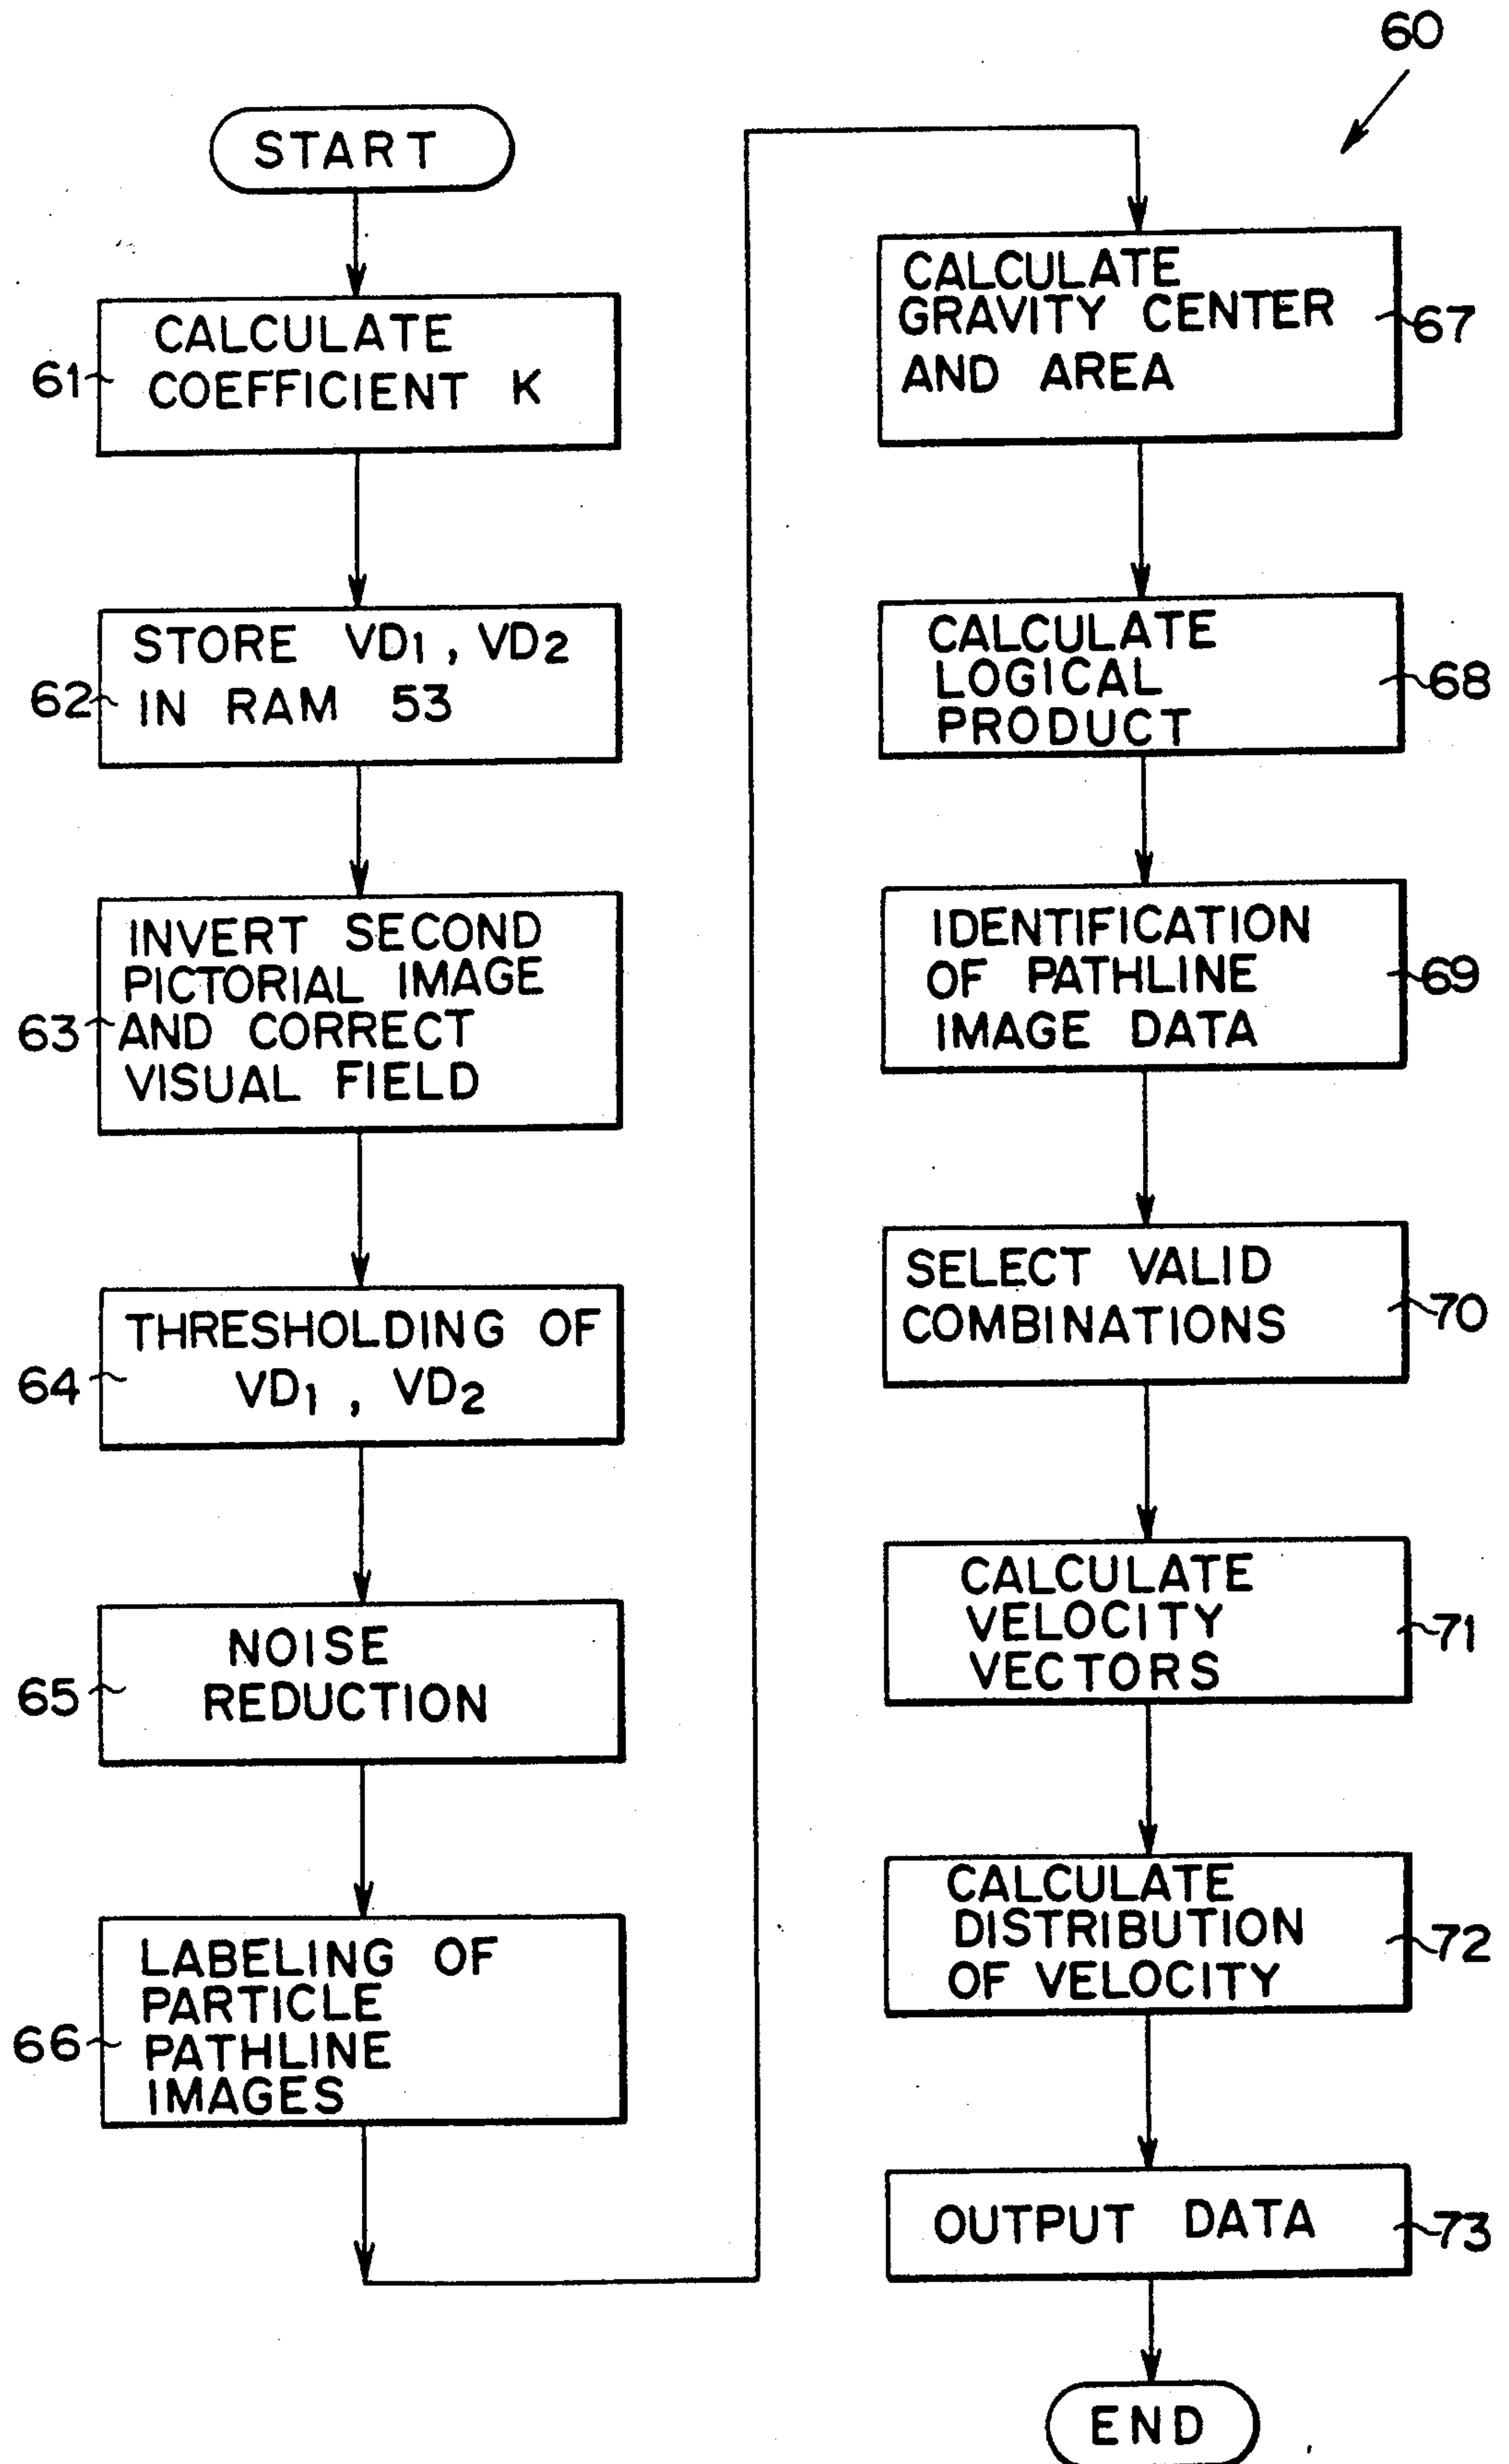 60
START
CALCULATE
COEFFICIENT K
61
STORE VD1, VD2
IN RAM 53
62
INVERT SECOND
PICTORIAL IMAGE
AND CORRECT
VISUAL FIELD
63
THRESHOLDING OF
VD1, VD2
64
NOISE
REDUCTION
65
LABELING OF
PARTICLE
PATHLINE
IMAGES
66
CALCULATE
GRAVITY CENTER
AND AREA
67
CALCULATE
LOGICAL
PRODUCT
68
IDENTIFICATION
OF PATHLINE
IMAGE DATA
69
SELECT VALID
COMBINATIONS
70
CALCULATE
VELOCITY
VECTORS
71
CALCULATE
DISTRIBUTION
OF VELOCITY
72
OUTPUT DATA
73
END